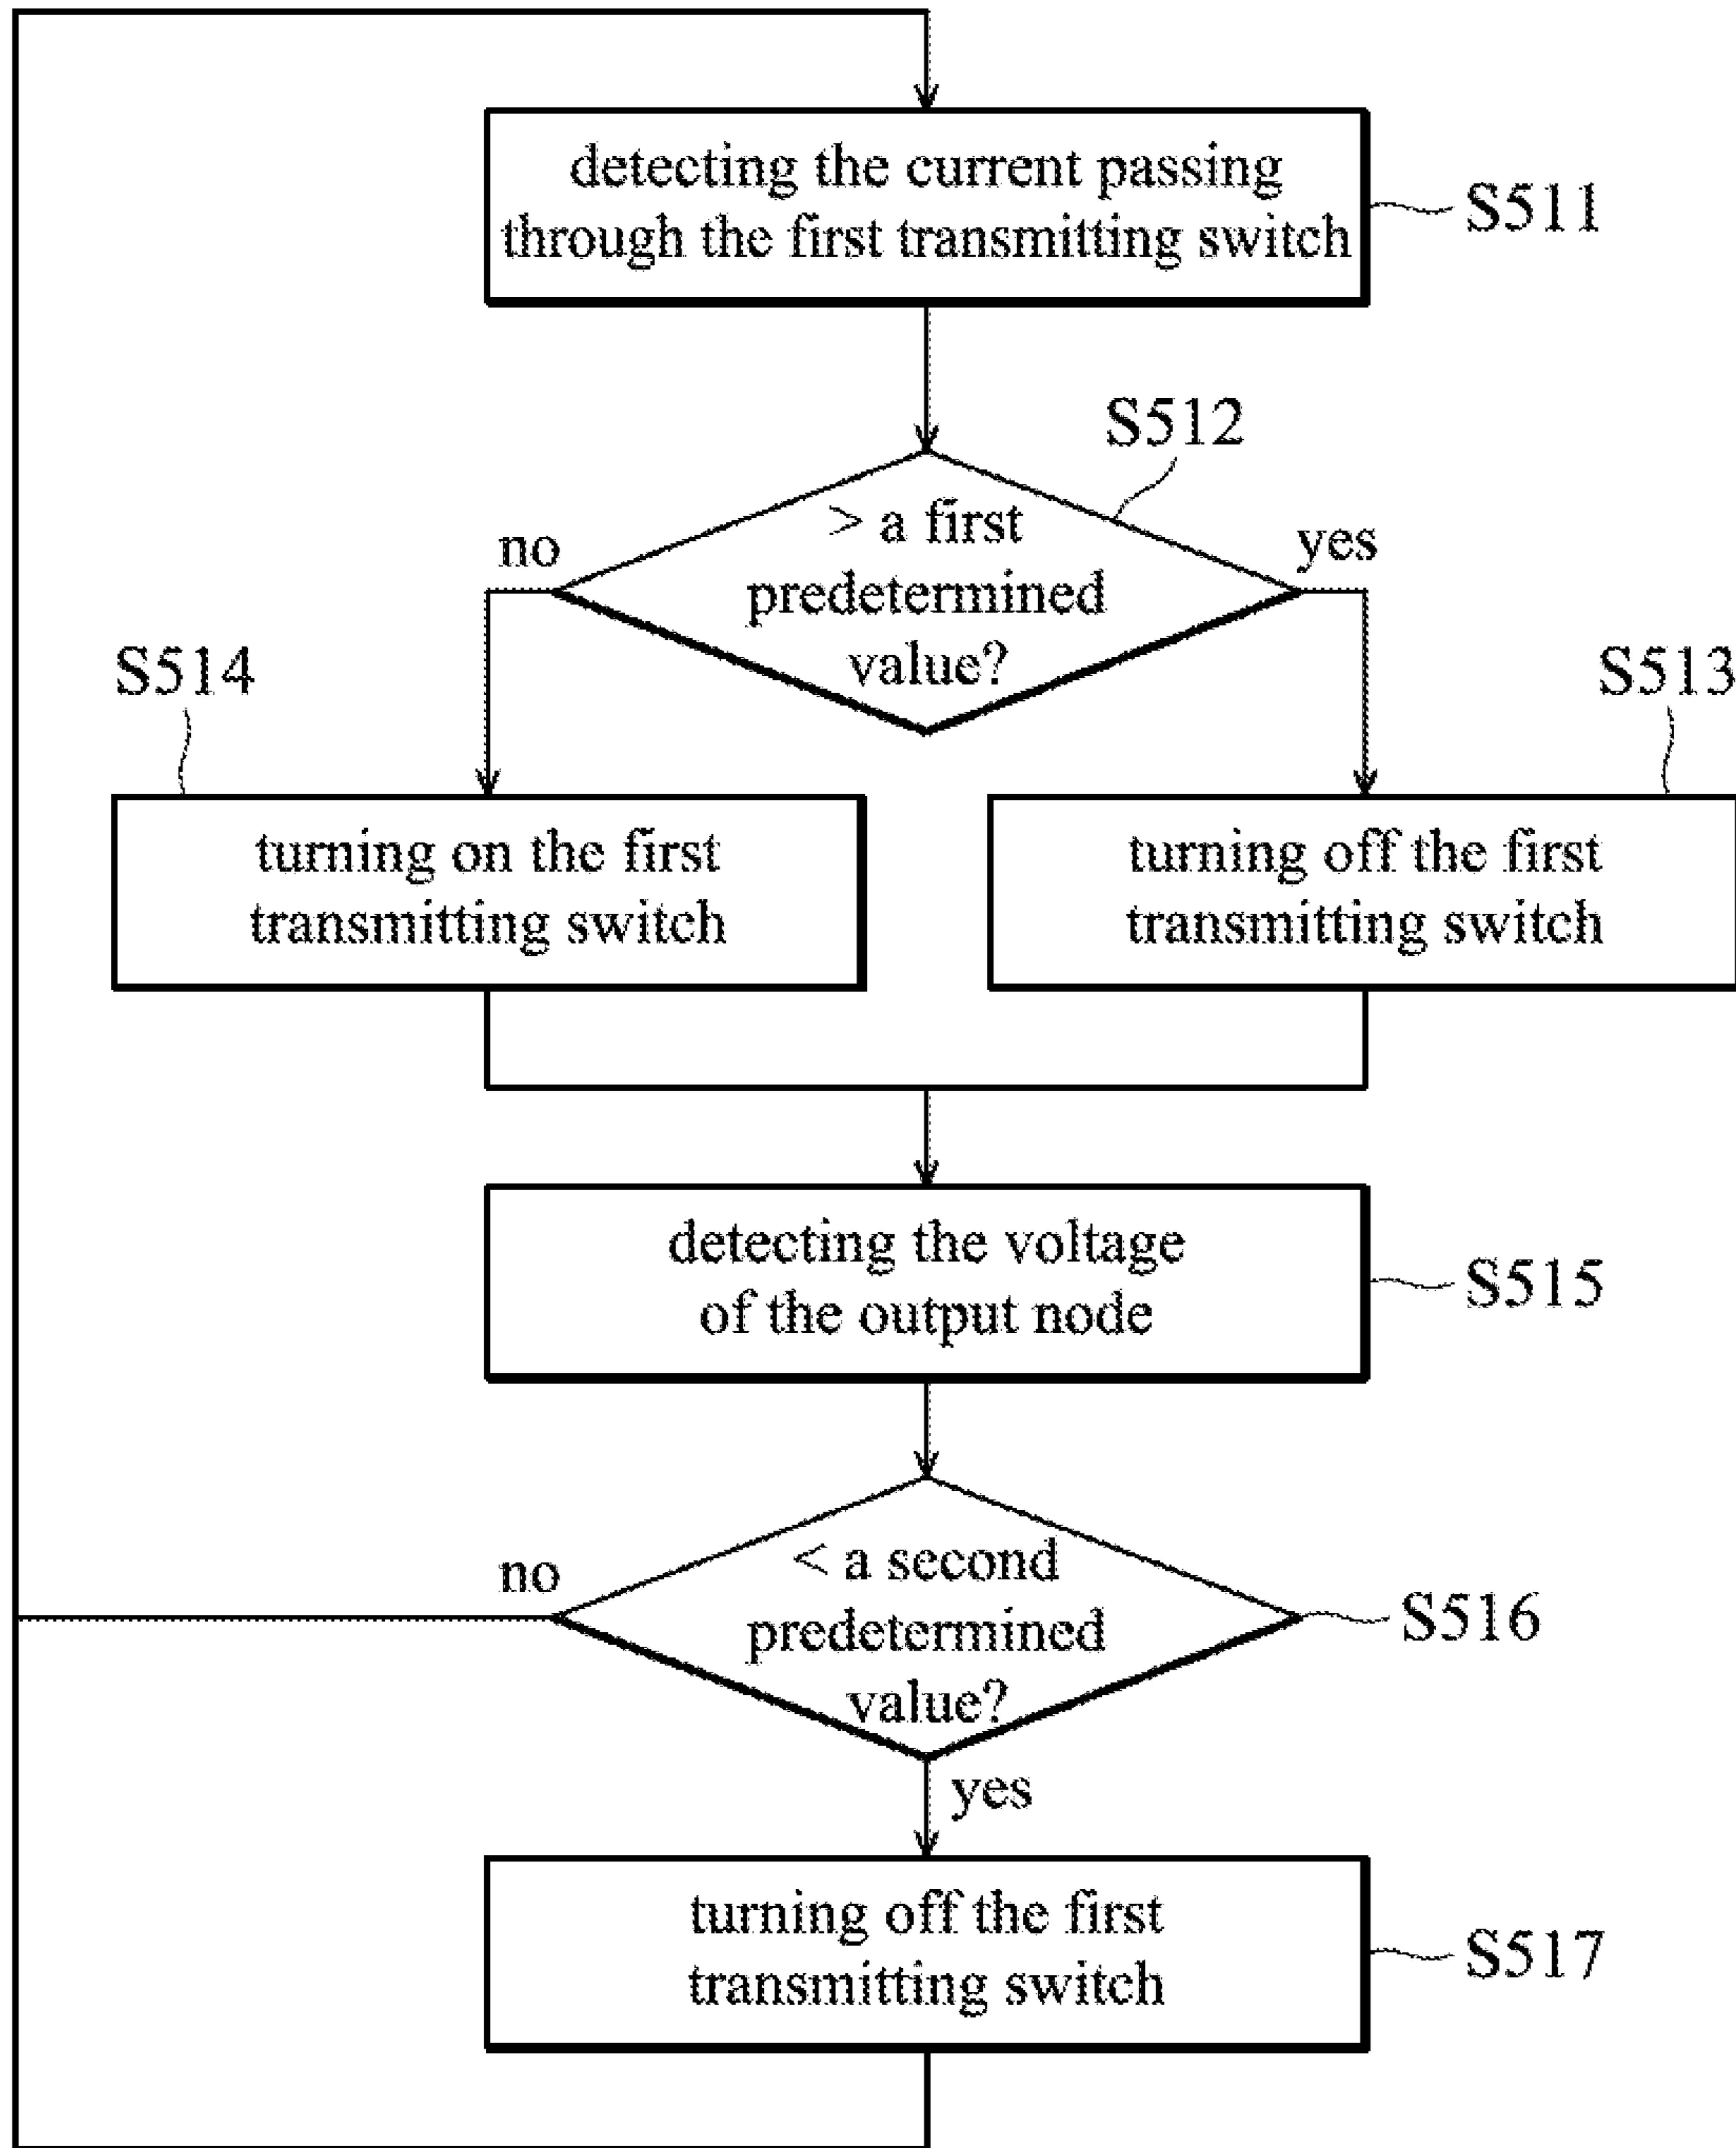 detecting the current passing
through the first transmitting switch
S511
S512
> a first
predetermined
value?
no
yes
S514
S513
turning on the first
transmitting switch
turning off the first
transmitting switch
detecting the voltage
of the output node
S515
< a second
predetermined
value?
no
S516
yes
turning off the first
transmitting switch
S517